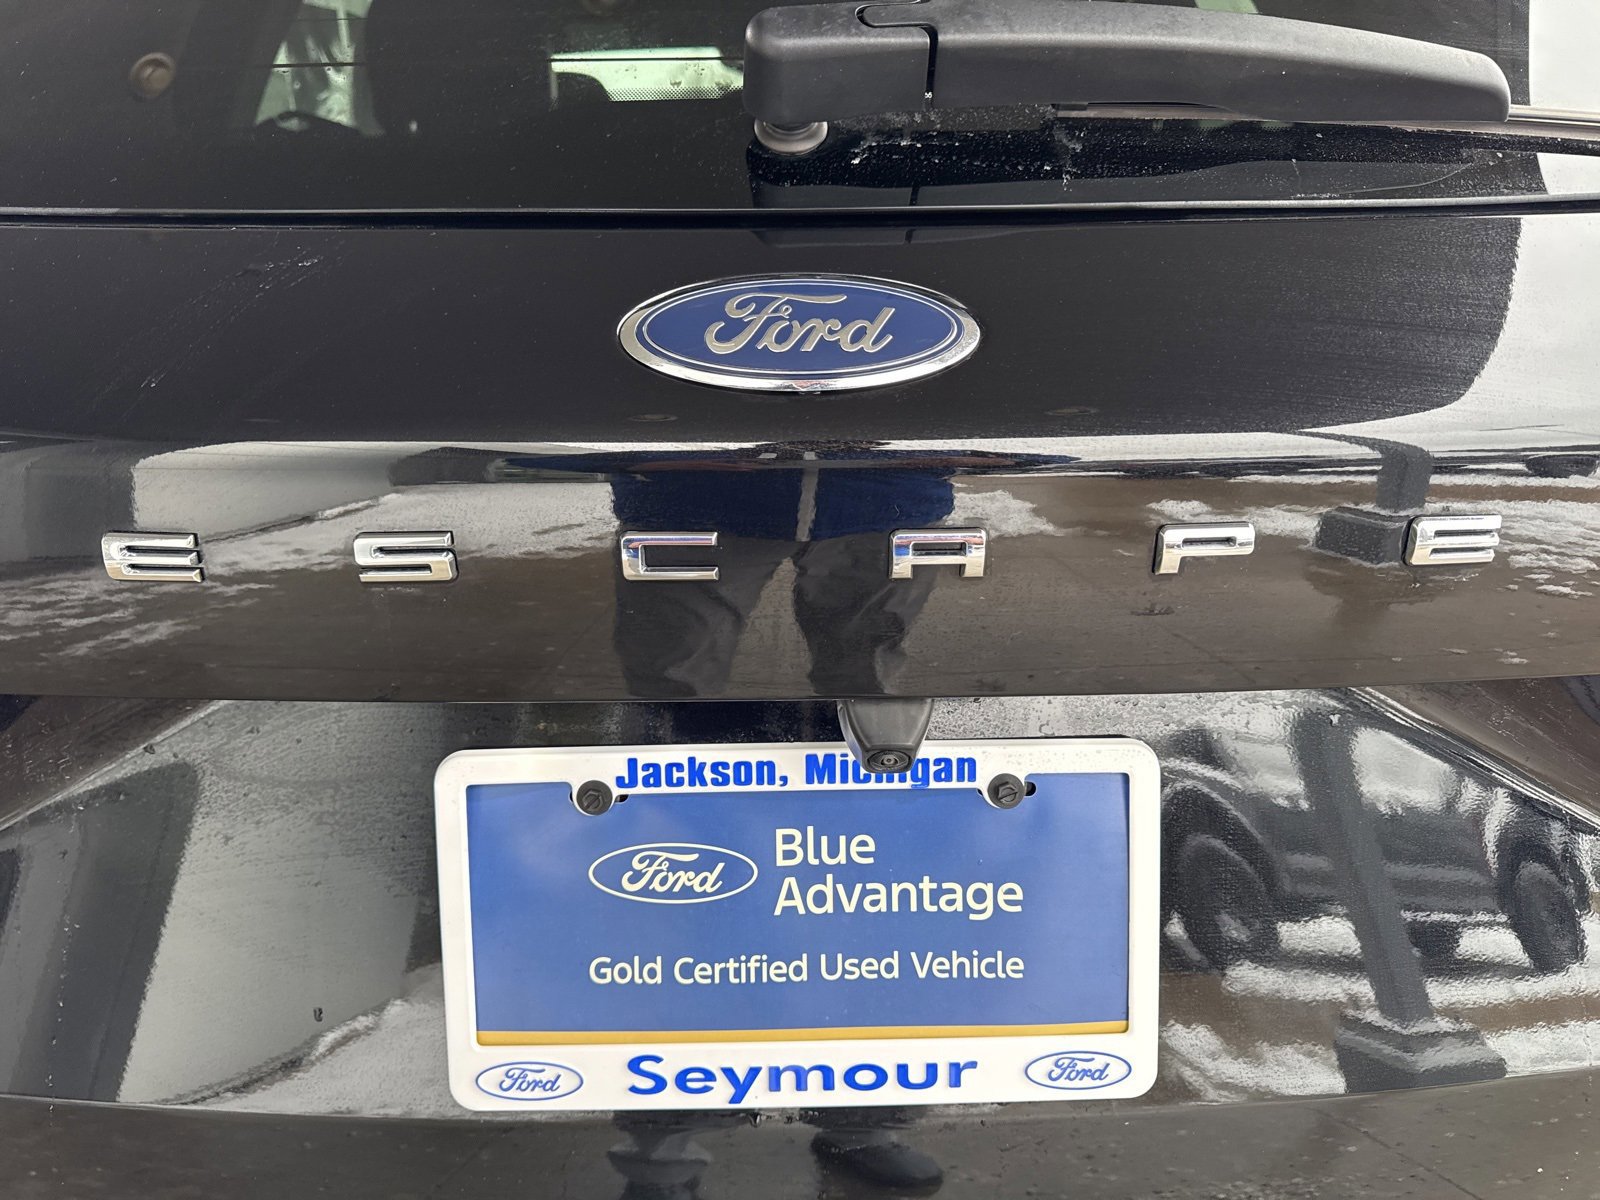 Ford
ESCAPE
Jackson, Michigan
Ford
Blue
Advantage
Gold Certified Used Vehicle
Ford
Seymour
Ford